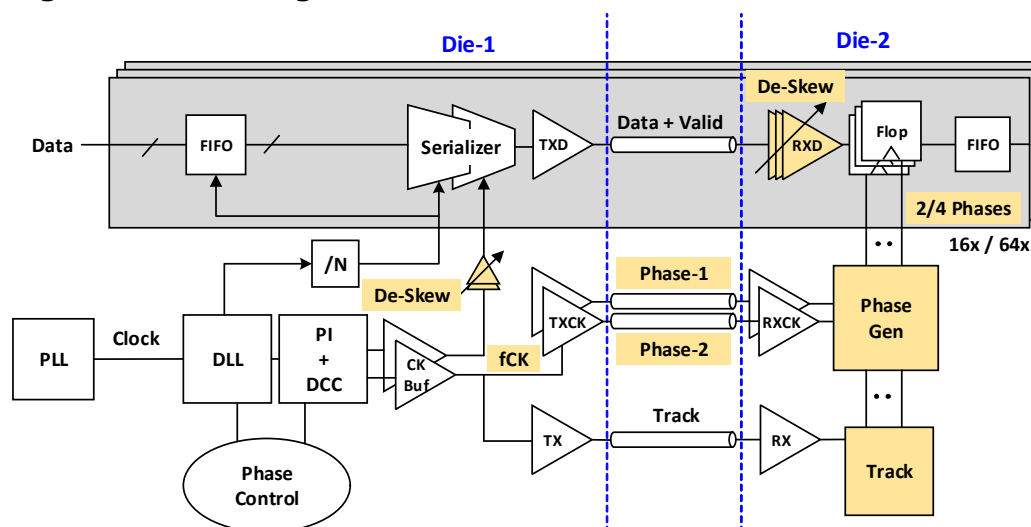 Die-1
Die-2
De-Skew
Data
FIFO
Serializer
TXD
Data + Valid
RXD
Flop
FIFO
2/4 Phases
16x / 64x
/N
De-Skew
Phase-1
TXCK
RXCK
Phase
Gen
PLL
Clock
DLL
PI
+
DCC
CK
Buf
fCK
Phase-2
Track
TX
RX
Track
Phase
Control